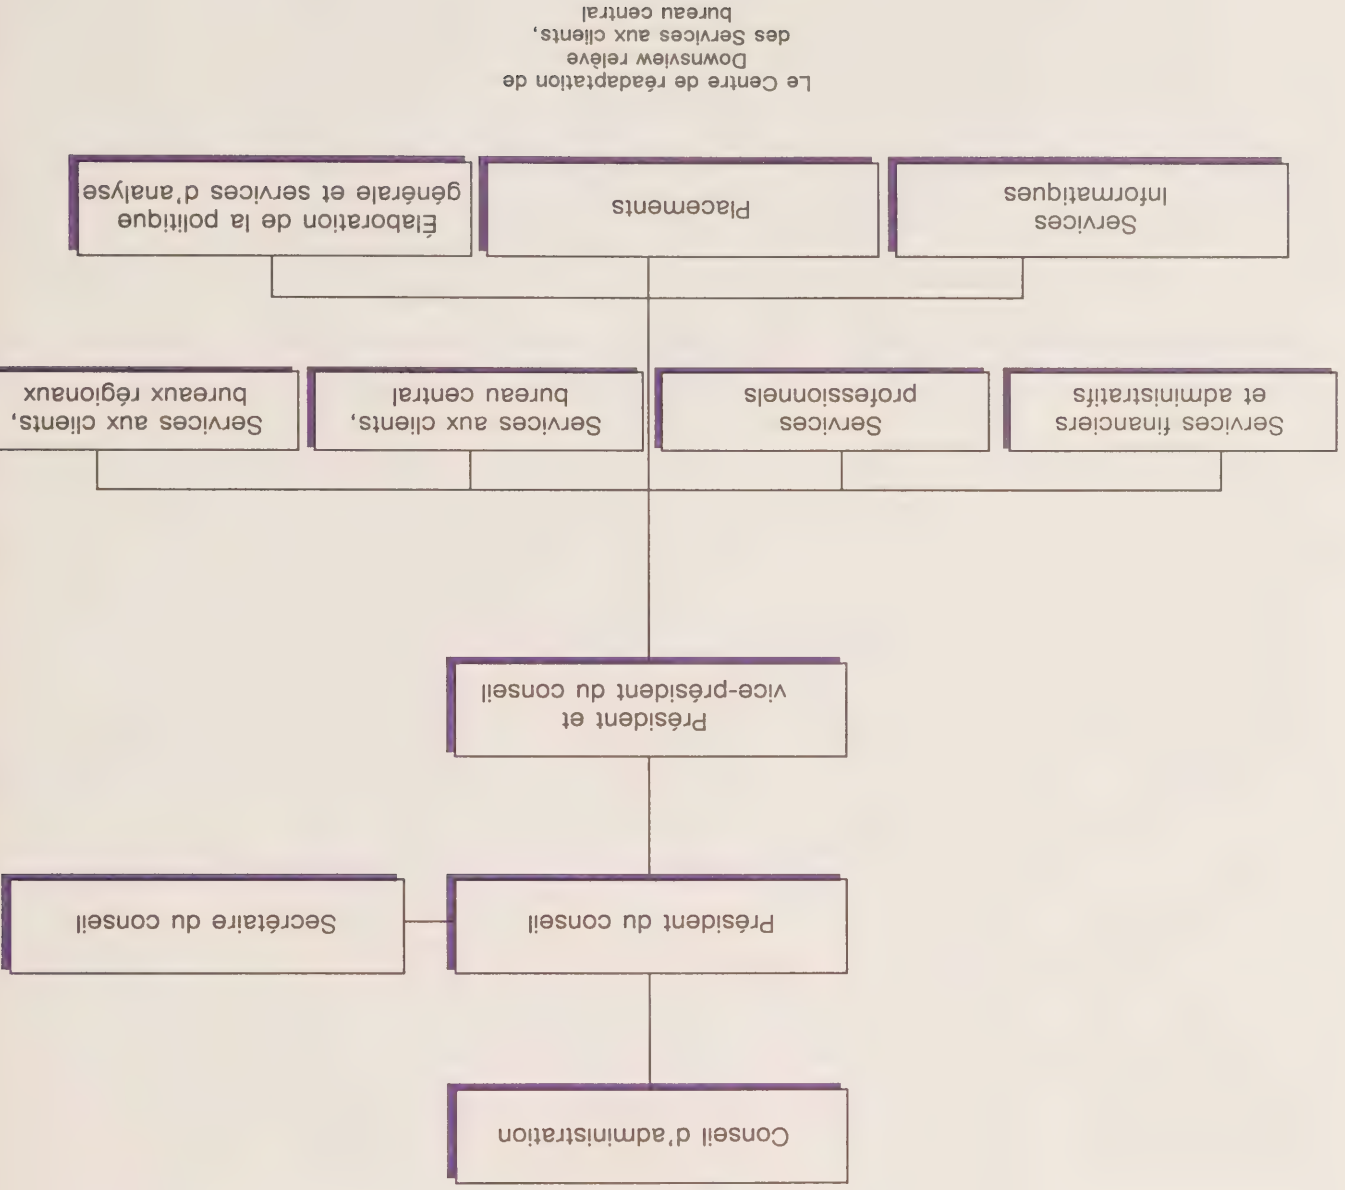 Conseil d'administration
Président du conseil
Secrétaire du conseil
Président et
vice-président du conseil
Services financiers
et administratifs
Services
professionnels
Services aux clients,
bureau central
Services aux clients,
bureaux régionaux
Services
Informatiques
Placements
Élaboration de la politique
générale et services d'analyse
Le Centre de réadaptation de
Downsview relève
des Services aux clients,
bureau central